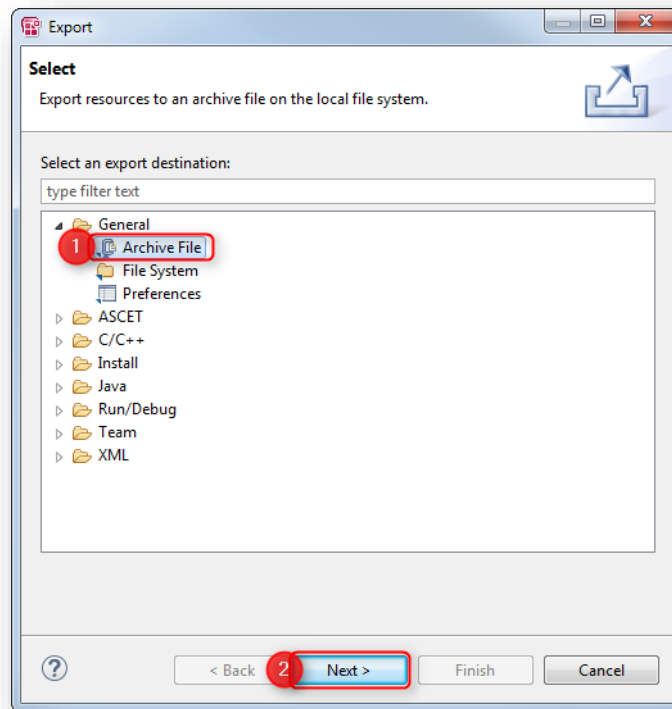 Export
Select
Export resources to an archive file on the local file system.
Select an export destination:
type filter text
General
1 Archive File
File System
Preferences
ASCET
C/C++
Install
Java
Run/Debug
Team
XML
? < Back 2 Next > Finish Cancel